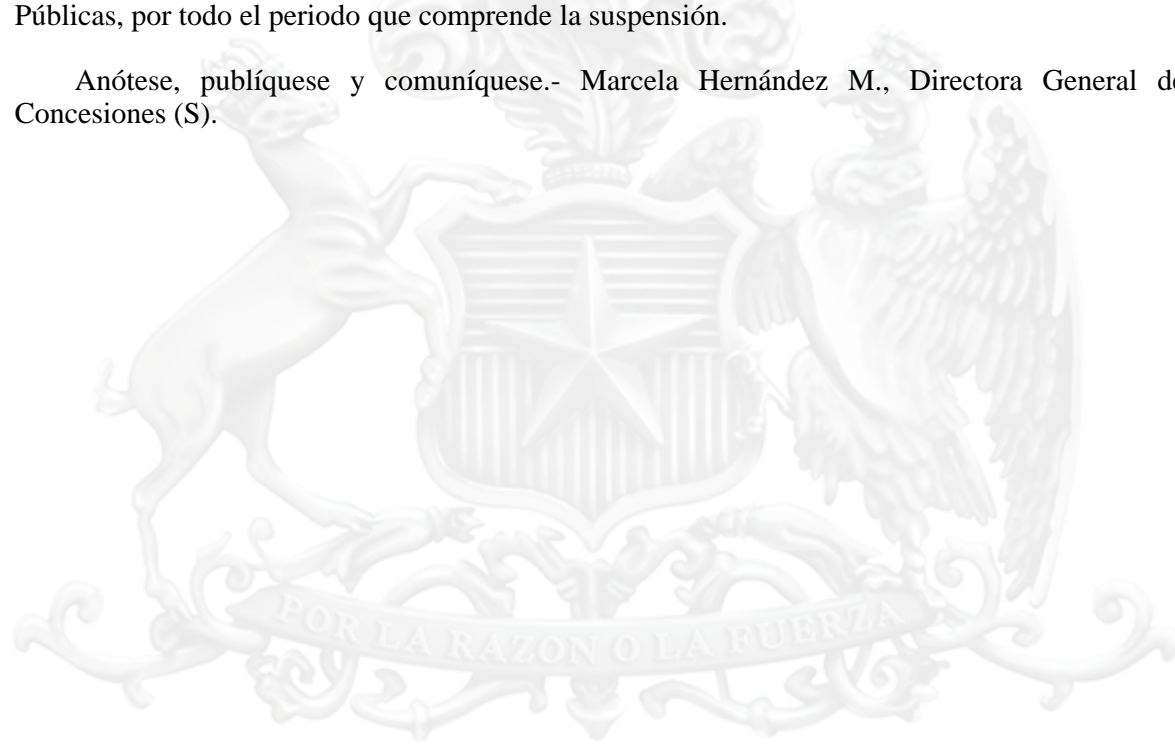 Públicas, por todo el periodo que comprende la suspensión.
Anótese, publíquese y comuníquese.- Marcela Hernández M., Directora General de
Concesiones (S).
POR LA RAZON O LA FUERZA